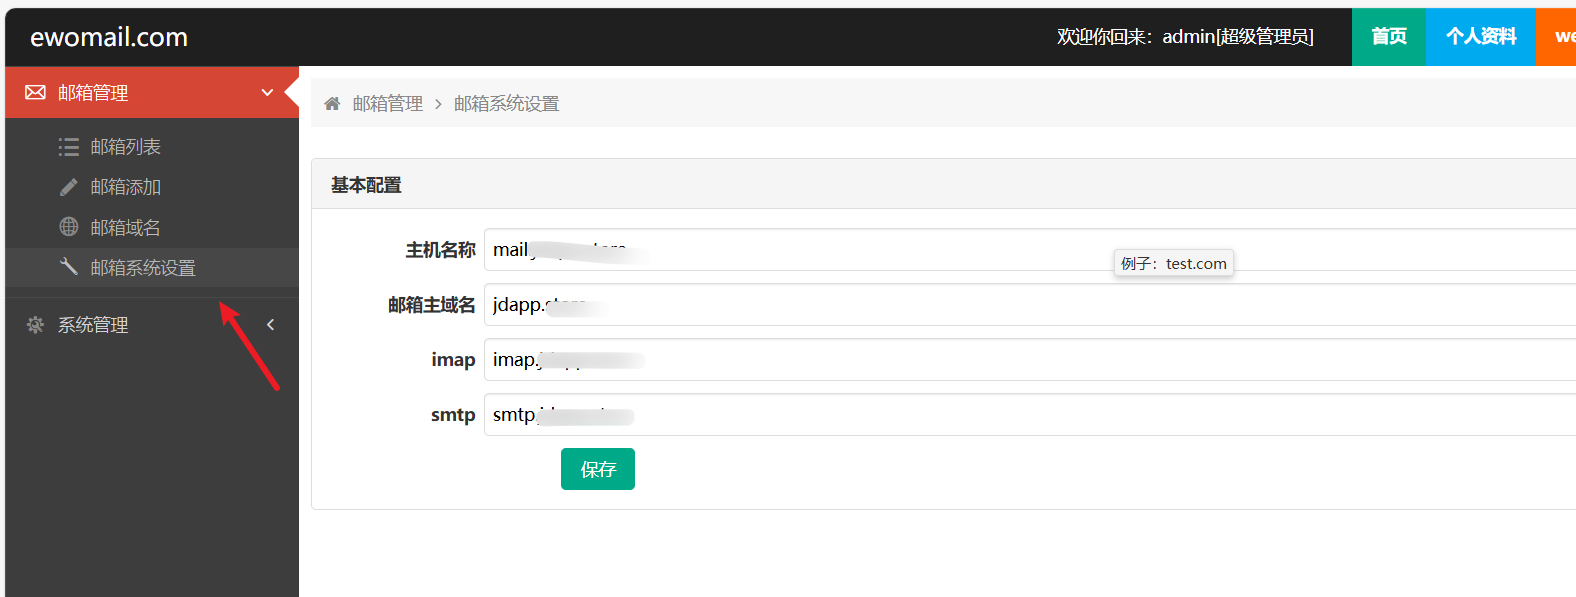 ewomail.com
欢迎你回来：admin[超级管理员]
首页
个人资料
we
邮箱管理
邮箱列表
邮箱添加
邮箱域名
邮箱系统设置
系统管理
邮箱管理 > 邮箱系统设置
基本配置
主机名称 mail
例子：test.com
邮箱主域名 jdapp.
imap imap.
smtp smtp.
保存